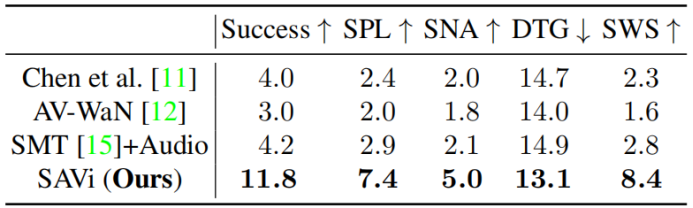 Success ↑ SPL ↑ SNA ↑ DTG ↓ SWS ↑
Chen et al. [11] 4.0 2.4 2.0 14.7 2.3
AV-WaN [12] 3.0 2.0 1.8 14.0 1.6
SMT [15]+Audio 4.2 2.9 2.1 14.9 2.8
SAVi (Ours) 11.8 7.4 5.0 13.1 8.4